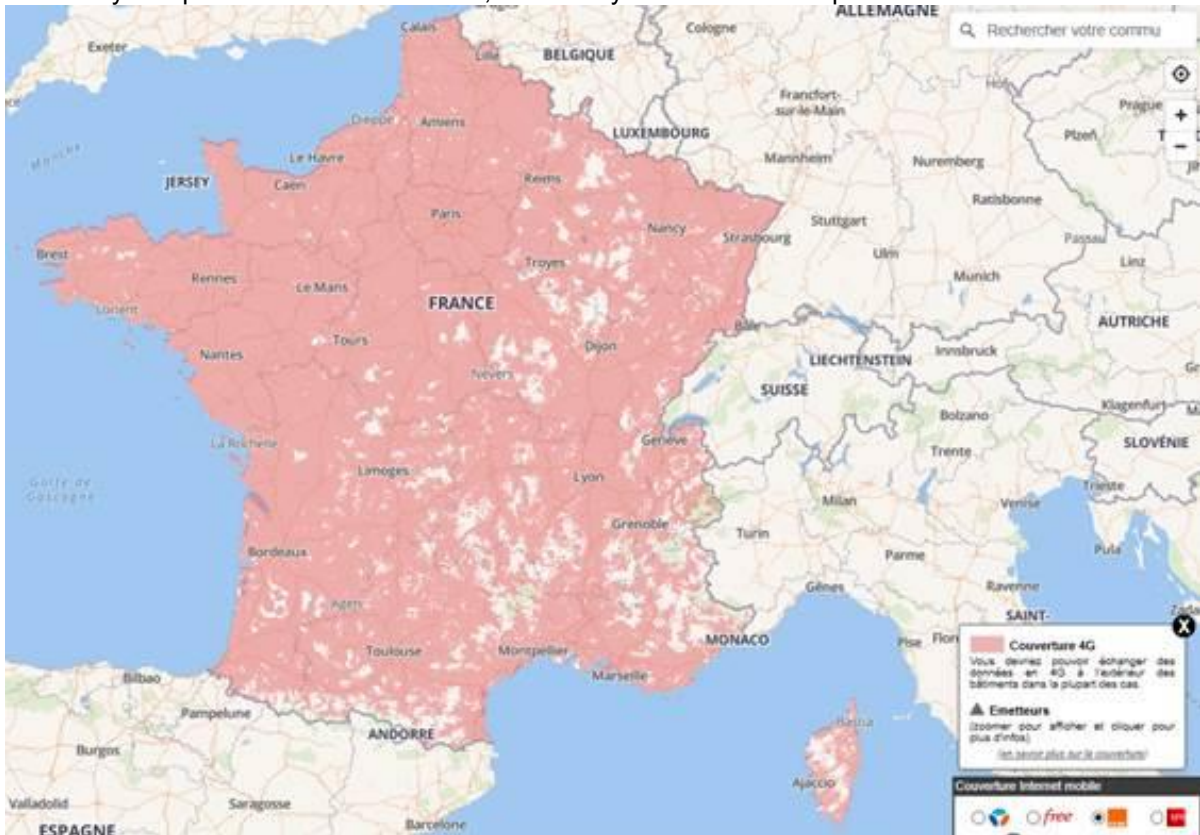 ALLEMAGNE
Calais
Cologne
Rechercher votre commu
Exeter
Lille
BELGIQUE
Francfort-
sur-le-Main
Prague
Dieppe
Amiens
LUXEMBOURG
Plzeň
Manche
Le Havre
Mannheim
Nuremberg
JERSEY
Caen
Reims
Ratisbonne
Paris
Nancy
Stuttgart
Strasbourg
Passau
Brest
Troyes
Ulm
Linz
Rennes
Le Mans
Munich
FRANCE
Lorient
AUTRICHE
Bâle
Tours
Dijon
Innsbruck
Nantes
LIECHTENSTEIN
Nevers
SUISSE
Klagenfurt
Bolzano
La Rochelle
Genève
Trente
SLOVÉNIE
Limoges
Lyon
Trieste
Golfe de
Gascogne
Milan
Venise
Grenoble
Turin
Bordeaux
Parme
Pula
Gênes
Ravenne
Agen
SAINT-
MONACO
Pise
Toulouse
Montpellier
Marseille
Bilbao
Pampelune
ANDORRE
Bastia
Burgos
Ajaccio
Valladolid
Saragosse
Barcelone
ESPAGNE
X
Couverture 4G
Vous devriez pouvoir échanger des
données en 4G à l'extérieur des
bâtiments dans la plupart des cas.
Emetteurs
(zoomer pour afficher et cliquer pour
plus d'infos)
(en savoir plus sur la couverture)
Couverture Internet mobile
free